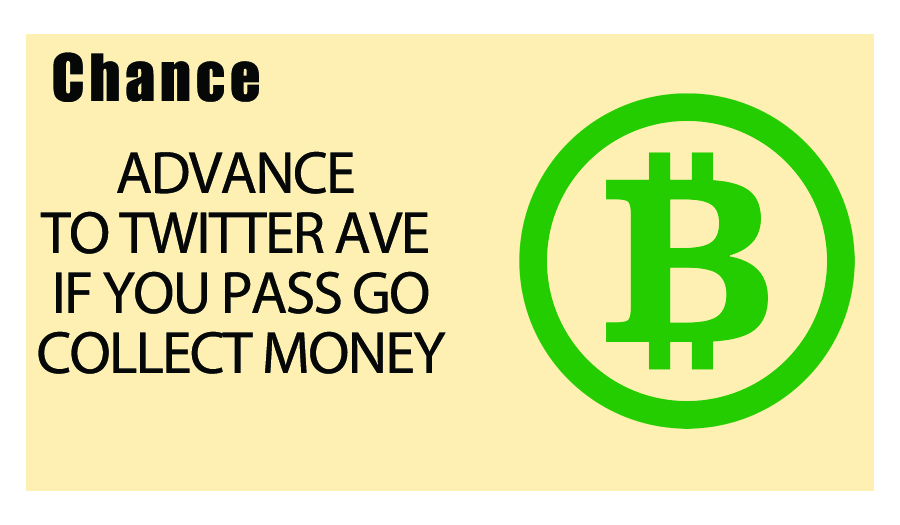 Chance
ADVANCE
TO TWITTER AVE
IF YOU PASS GO
COLLECT MONEY